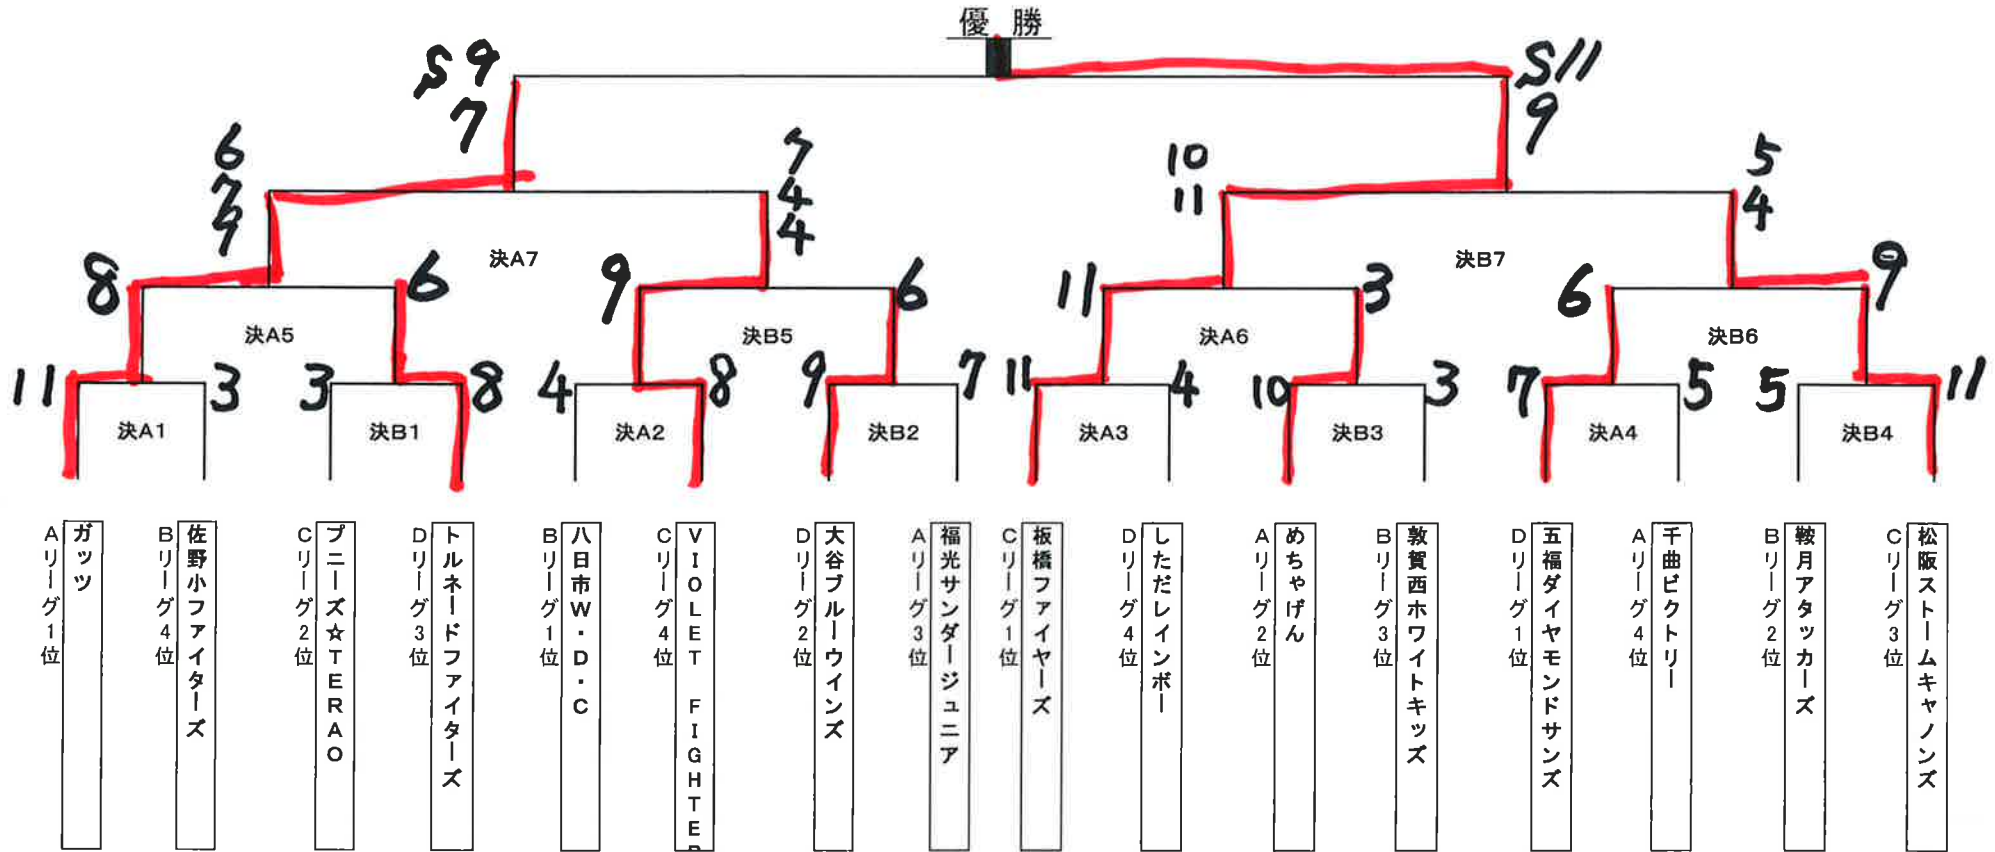 優 勝
S 9
7
S11
9
6
7
9
7
4
4
10
11
5
4
決A7
決B7
8
6
9
6
11
3
6
9
決A5
決B5
決A6
決B6
11
3
3
8
4
8
9
7
11
4
10
3
7
5
5
11
決A1
決B1
決A2
決B2
決A3
決B3
決A4
決B4
Aリーグ1位
ガッツ
Bリーグ4位
佐野小ファイターズ
Cリーグ2位
プニーズ☆TERAO
Dリーグ3位
トルネードファイターズ
Bリーグ1位
八日市W・D・C
Cリーグ4位
VIOLET FIGHTER
Dリーグ2位
大谷ブルーウインズ
Aリーグ3位
福光サンダージュニア
Cリーグ1位
板橋ファイヤーズ
Dリーグ4位
しただレインボー
Aリーグ2位
めちゃげん
Bリーグ3位
敦賀西ホワイトキッズ
Dリーグ1位
五福ダイヤモンドサンズ
Aリーグ4位
千曲ビクトリー
Bリーグ2位
鞍月アタッカーズ
Cリーグ3位
松阪ストームキャノンズ